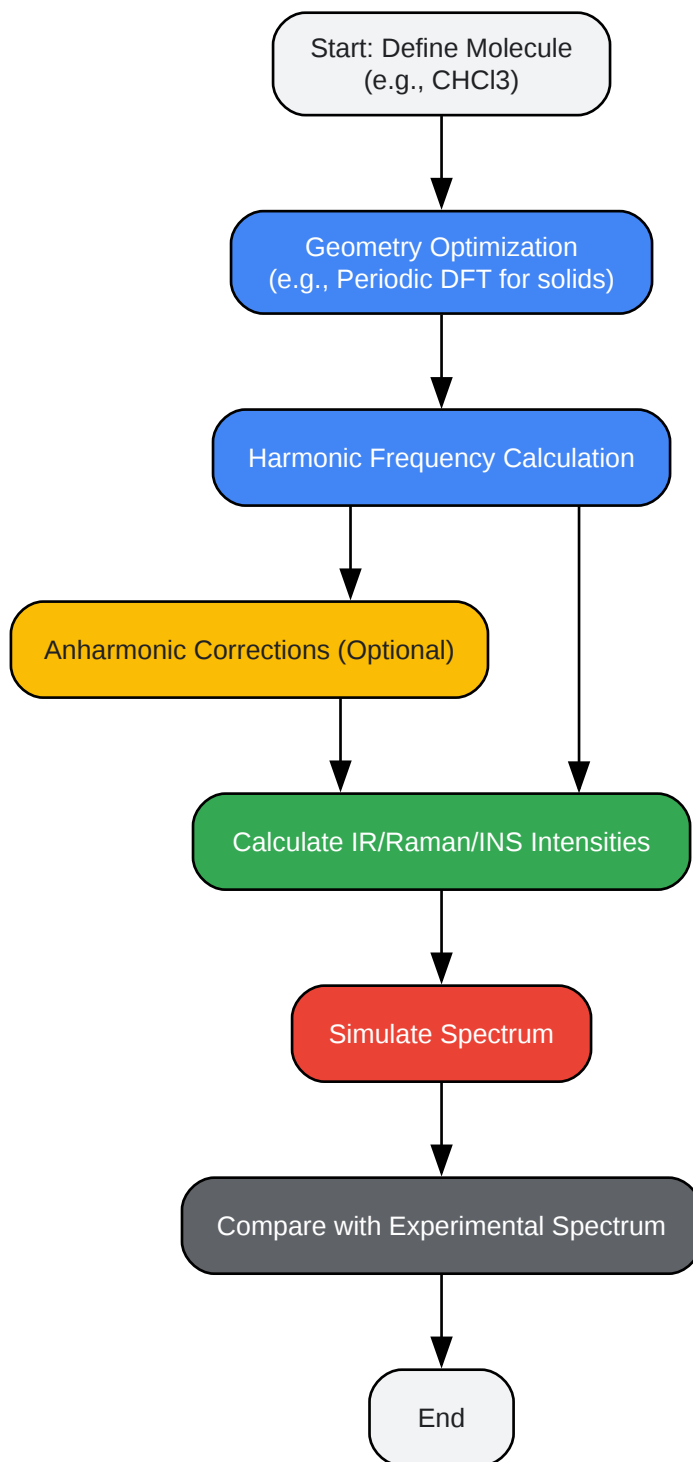 Start: Define Molecule
(e.g., CHCl3)
Geometry Optimization
(e.g., Periodic DFT for solids)
Harmonic Frequency Calculation
Anharmonic Corrections (Optional)
Calculate IR/Raman/INS Intensities
Simulate Spectrum
Compare with Experimental Spectrum
End